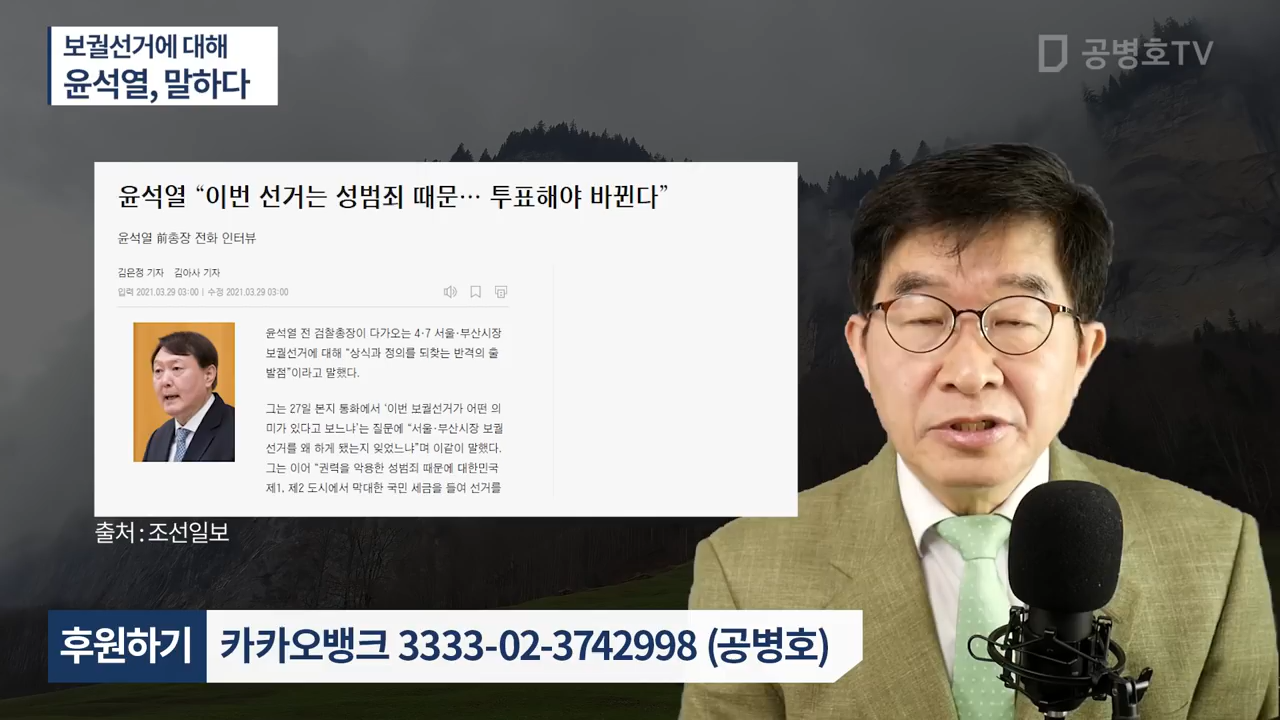 보궐선거에 대해
윤석열, 말하다
공병호TV
윤석열 “이번 선거는 성범죄 때문… 투표해야 바뀐다”
윤석열 前총장 전화 인터뷰
김은정 기자 김아사 기자
입력 2021.03.29 03:00 | 수정 2021.03.29 03:00
윤석열 전 검찰총장이 다가오는 4·7 서울·부산시장
보궐선거에 대해 “상식과 정의를 되찾는 반격의 출
발점”이라고 말했다.
그는 27일 본지 통화에서 ‘이번 보궐선거가 어떤 의
미가 있다고 보느냐’는 질문에 “서울·부산시장 보궐
선거를 왜 하게 됐는지 잊었느냐”며 이같이 말했다.
그는 이어 “권력을 악용한 성범죄 때문에 대한민국
제1, 제2 도시에서 막대한 국민 세금을 들여 선거를
출처 : 조선일보
후원하기 카카오뱅크 3333-02-3742998 (공병호)